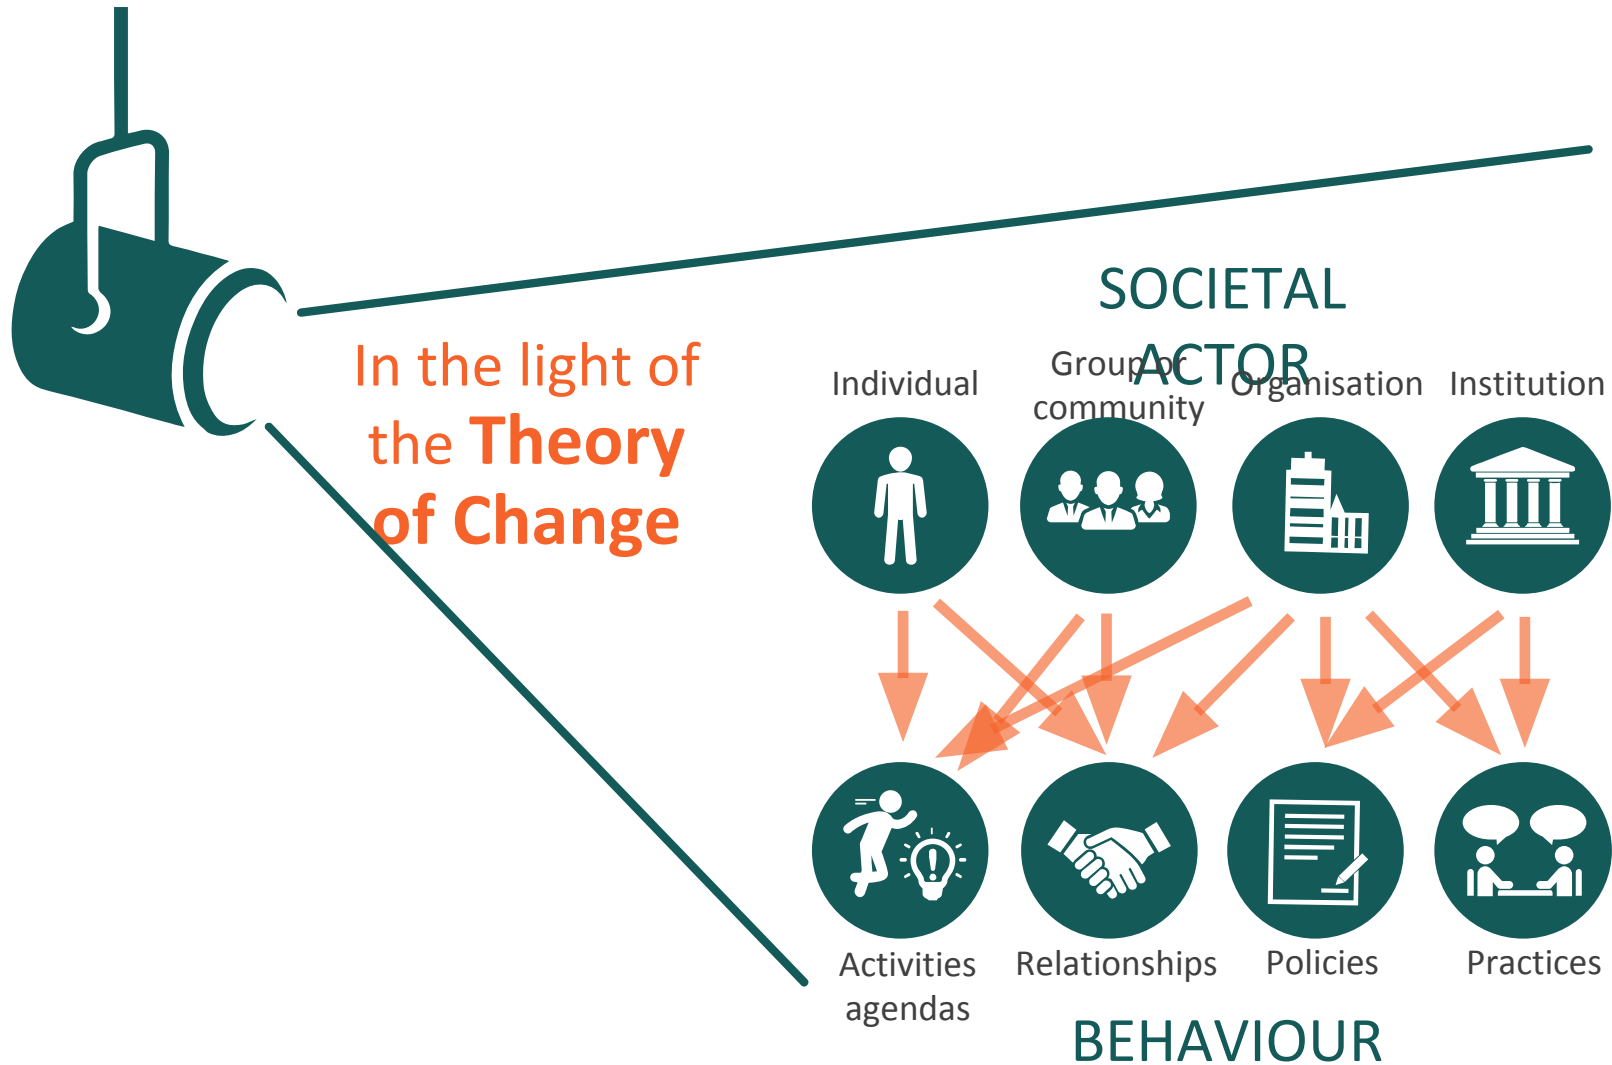 In the light of
the Theory
of Change
SOCIETAL
ACTOR
Individual
Group or
community
Organisation
Institution
Activities
agendas
Relationships
Policies
Practices
BEHAVIOUR